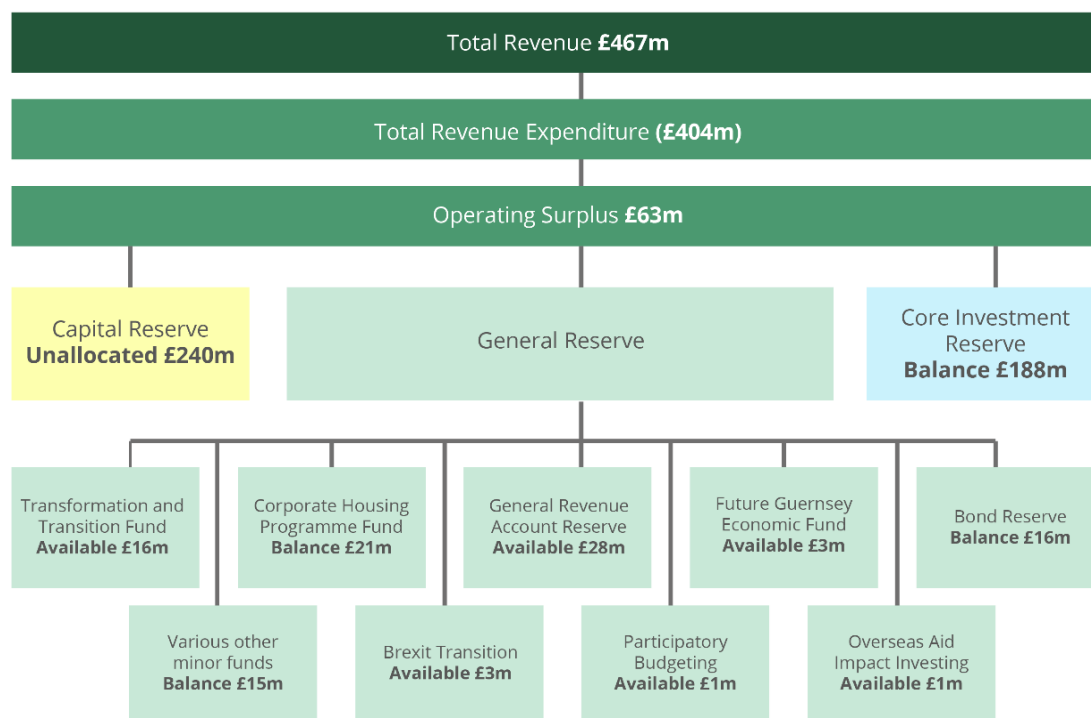 Total Revenue £467m
Total Revenue Expenditure (£404m)
Operating Surplus £63m
Capital Reserve
Unallocated £240m
General Reserve
Core Investment
Reserve
Balance £188m
Transformation and
Transition Fund
Available £16m
Corporate Housing
Programme Fund
Balance £21m
General Revenue
Account Reserve
Available £28m
Future Guernsey
Economic Fund
Available £3m
Bond Reserve
Balance £16m
Various other
minor funds
Balance £15m
Brexit Transition
Available £3m
Participatory
Budgeting
Available £1m
Overseas Aid
Impact Investing
Available £1m